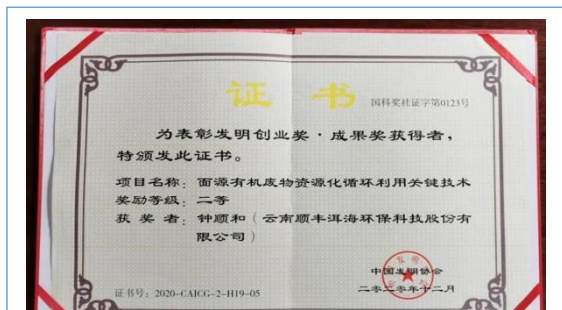 证 书
国科奖社证字第0123号
为表彰发明创业奖·成果奖获得者，
特颁发此证书。
项目名称：面源有机废物资源化循环利用关键技术
奖励等级：二等
获 奖 者：钟顺和（云南顺丰洱海环保科技股份有
限公司）
中国发明协会
二零二零年十二月
证书号：2020-CAICG-2-H19-05